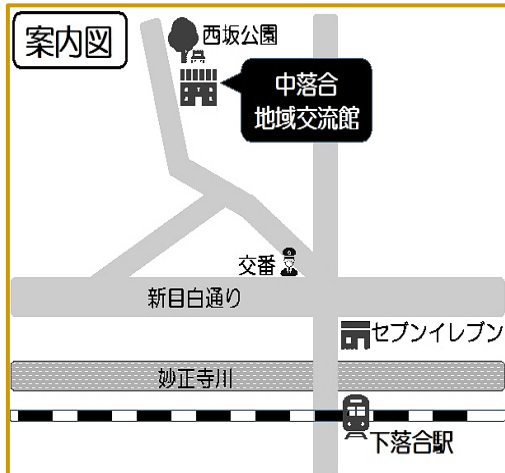 案内図
西坂公園
中落合
地域交流館
交番
新目白通り
セブンイレブン
妙正寺川
下落合駅